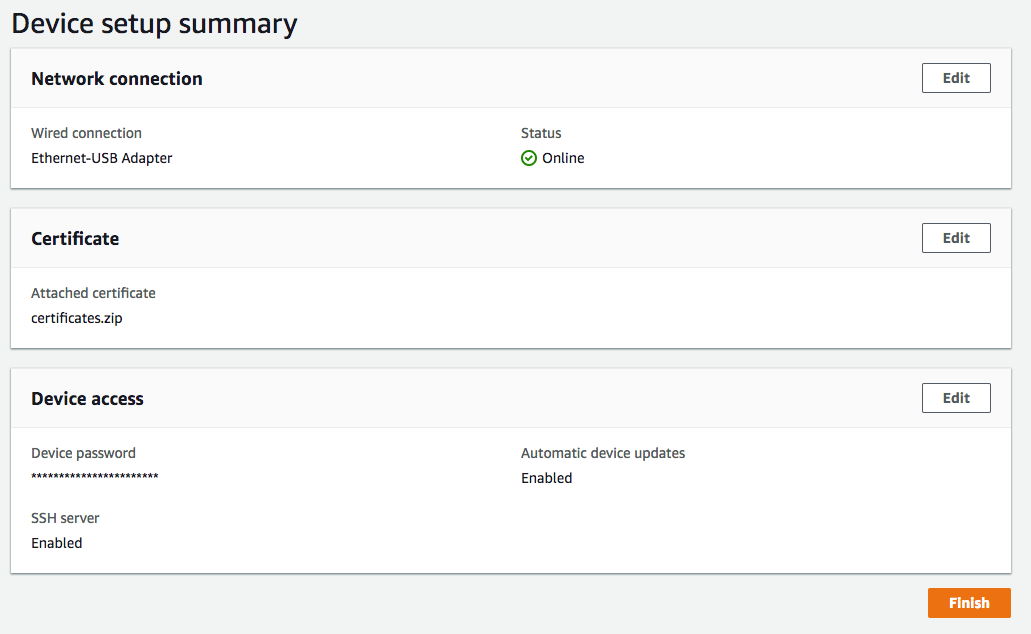 Device setup summary
Network connection
Edit
Wired connection
Status
Ethernet-USB Adapter
Online
Certificate
Edit
Attached certificate
certificates.zip
Device access
Edit
Device password
Automatic device updates
***********************
Enabled
SSH server
Enabled
Finish